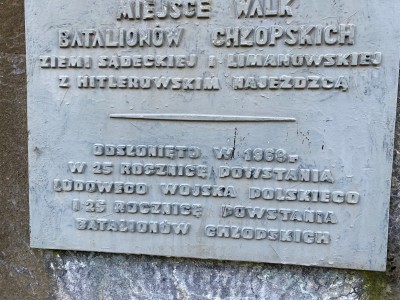 MIEJSCE WALK
BATALIONÓW CHŁOPSKICH
ZIEMI SĄDECKIEJ I LIMANOWSKIEJ
Z HITLEROWSKIM NAJEŹDŹCĄ
ODSŁONIĘTO W 1968 r
W 25 ROCZNICĘ POWSTANIA
LUDOWEGO WOJSKA POLSKIEGO
I 25 ROCZNICĘ POWSTANIA
BATALIONÓW CHŁOPSKICH